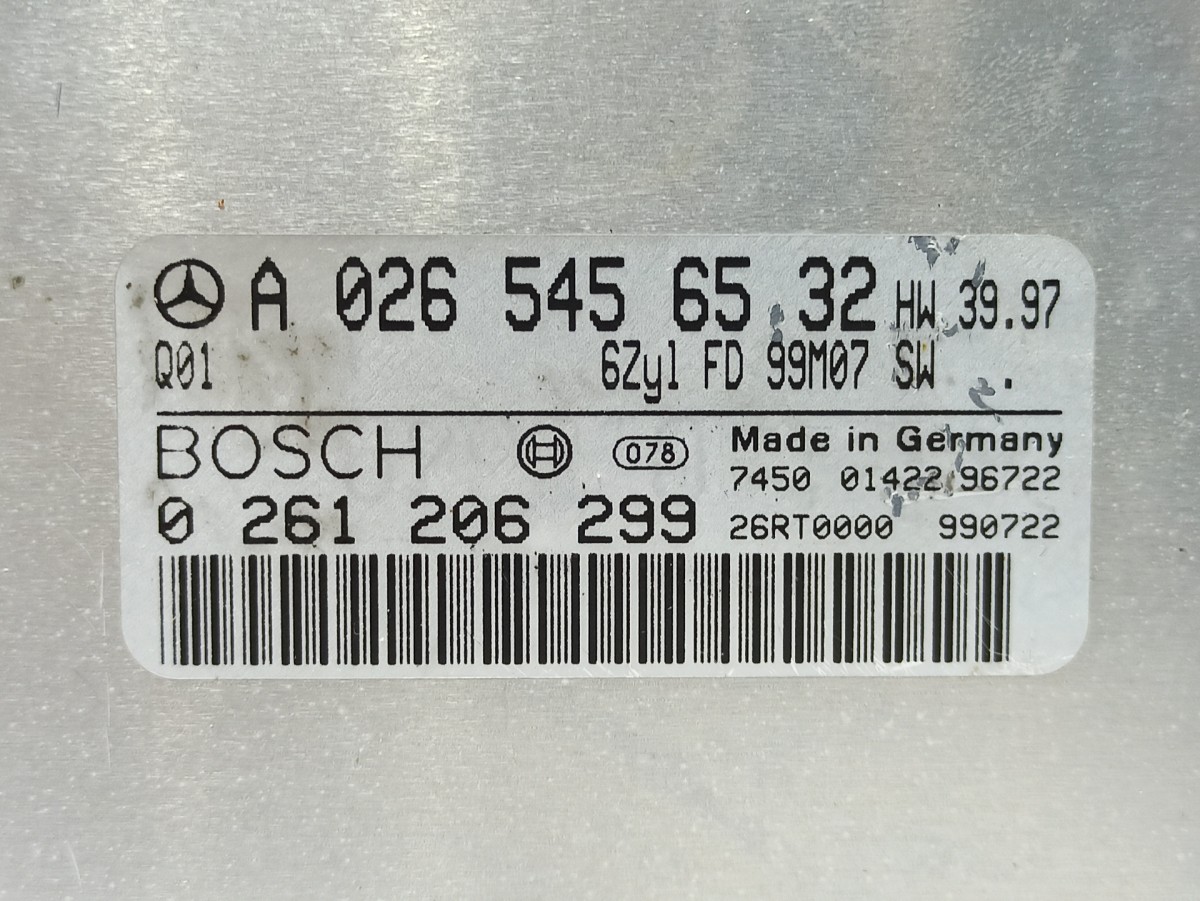 A 026 545 65 32 HW 39.97
Q01 6Zyl FD 99M07 SW .
BOSCH 078 Made in Germany
7450 01422 96722
0 261 206 299 26RT0000 990722